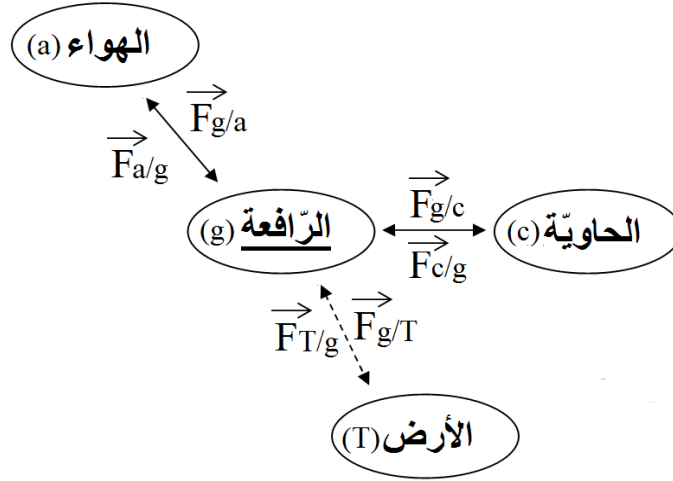 الهواء (a)
F⃗g/a
F⃗a/g
الرّافعة (g)
F⃗g/c
F⃗c/g
الحاويّة (c)
F⃗T/g
F⃗g/T
الأرض (T)